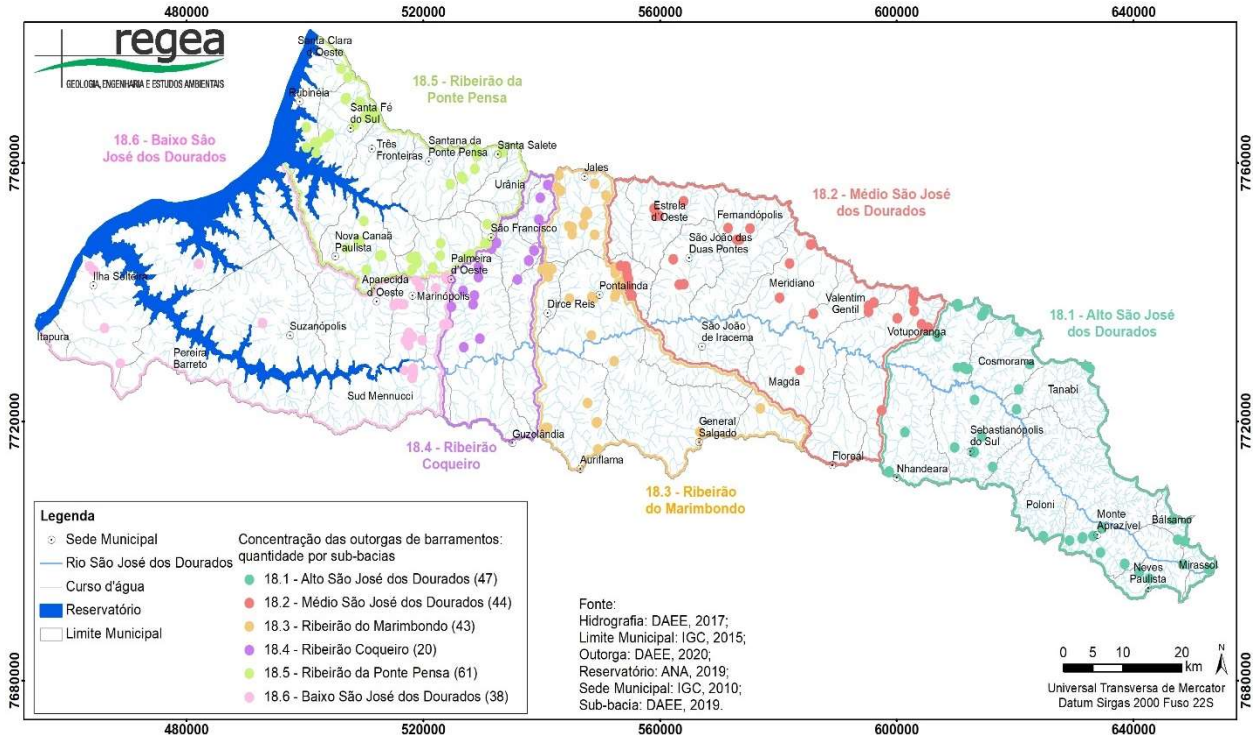 480000
520000
560000
600000
640000
regea
GEOLOGIA, ENGENHARIA E ESTUDOS AMBIENTAIS
Santa Clara
d'Oeste
Rubinéia
18.5 - Ribeirão da
Ponte Pensa
Santa Fé
do Sul
18.6 - Baixo São
José dos Dourados
Três
Fronteiras
Santana da
Ponte Pensa
Santa Salete
7760000
7760000
Urânia
Jales
18.2 - Médio São José
dos Dourados
Estrela
d'Oeste
Fernandópolis
São Francisco
São João das
Duas Pontes
Nova Canaã
Paulista
Palmeira
d'Oeste
Ilha Solteira
Aparecida
d'Oeste
Marinópolis
Pontalinda
Meridiano
Valentim
Gentil
18.1 - Alto São José
dos Dourados
Dirce Reis
Itapura
Suzanópolis
São João
de Iracema
Votuporanga
Pereira
Barreto
Cosmorama
Magda
Tanabi
Sud Mennucci
7720000
7720000
General
Salgado
Sebastianópolis
do Sul
18.4 - Ribeirão
Coqueiro
Guzolândia
Auriflama
Floreal
Nhandeara
18.3 - Ribeirão
do Marimbondo
Poloni
Monte
Aprazível
Bálsamo
Neves
Paulista
Mirassol
Legenda
Sede Municipal
Rio São José dos Dourados
Curso d'água
Reservatório
Limite Municipal
Concentração das outorgas de barramentos:
quantidade por sub-bacias
18.1 - Alto São José dos Dourados (47)
18.2 - Médio São José dos Dourados (44)
18.3 - Ribeirão do Marimbondo (43)
18.4 - Ribeirão Coqueiro (20)
18.5 - Ribeirão da Ponte Pensa (61)
18.6 - Baixo São José dos Dourados (38)
Fonte:
Hidrografia: DAEE, 2017;
Limite Municipal: IGC, 2015;
Outorga: DAEE, 2020;
Reservatório: ANA, 2019;
Sede Municipal: IGC, 2010;
Sub-bacia: DAEE, 2019.
0 5 10 20
km
N
Universal Transversa de Mercator
Datum Sirgas 2000 Fuso 22S
7680000
7680000
480000
520000
560000
600000
640000